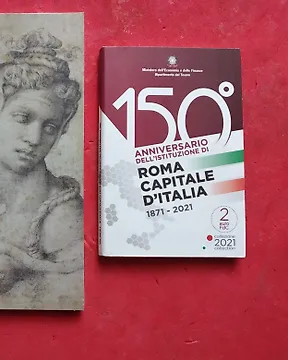 Ministero dell'Economia e delle Finanze
Dipartimento del Tesoro
150°
ANNIVERSARIO
DELL'ISTITUZIONE DI
ROMA
CAPITALE
D'ITALIA
1871 - 2021
2
euro
FDC
collezione
2021
collection